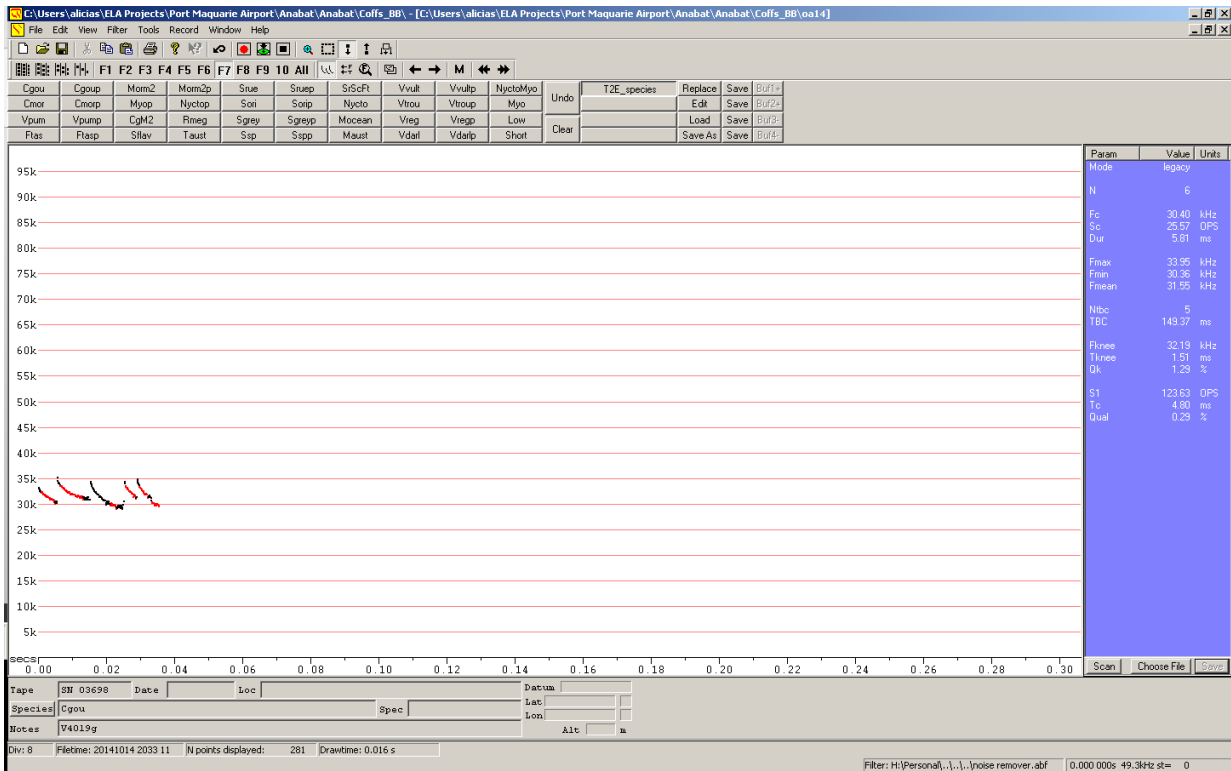 C:\Users\alicias\ELA Projects\Port Maquarie Airport\Anabat\Anabat\Coffs_BB\ - [C:\Users\alicias\ELA Projects\Port Maquarie Airport\Anabat\Anabat\Coffs_BB\oa14]
File Edit View Filter Tools Record Window Help
F1 F2 F3 F4 F5 F6 F7 F8 F9 10 All M
Cgou Cgoup Morm2 Morm2p Srue Sruep SrScFt Vvult Vvultp NyctoMyo Undo T2E_species Replace Save Buf1+
Cmor Cmorp Myop Nyctop Sori Sorip Nycto Vtrou Vtroup Myo Edit Save Buf2+
Vpum Vpump CgM2 Rmeg Sgrey Sgreyp Mocean Vreg Vregp Low Clear Load Save Buf3-
Ftas Ftasp Sflav Taust Ssp Sspp Maust Vdarl Vdarlp Short Save As Save Buf4-
95k
90k
85k
80k
75k
70k
65k
60k
55k
50k
45k
40k
35k
30k
25k
20k
15k
10k
5k
secs
0.00 0.02 0.04 0.06 0.08 0.10 0.12 0.14 0.16 0.18 0.20 0.22 0.24 0.26 0.28 0.30
Param Value Units
Mode legacy
N 6
Fc 30.40 kHz
Sc 25.57 OPS
Dur 5.81 ms
Fmax 33.95 kHz
Fmin 30.36 kHz
Fmean 31.55 kHz
Ntbc 5
TBC 149.37 ms
Fknee 32.19 kHz
Tknee 1.51 ms
Qk 1.29 %
S1 123.63 OPS
Tc 4.80 ms
Qual 0.29 %
Scan Choose File Save
Tape SN 03698 Date Loc Datum
Species Cgou Spec Lat
Lon
Notes V4019g Alt m
Div: 8 Filetime: 20141014 2033 11 N points displayed: 281 Drawtime: 0.016 s
Filter: H:\Personal\..\..\..\noise remover.abf 0.000 000s 49.3kHz st= 0